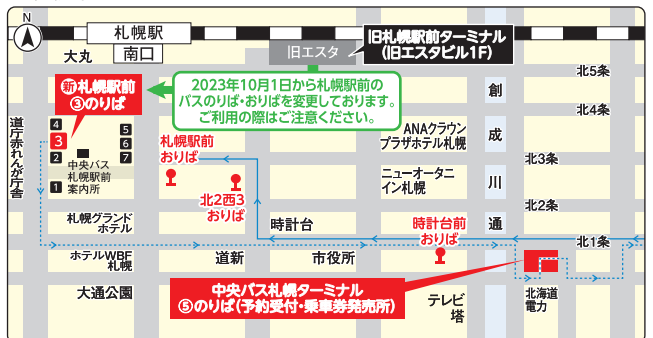 N
札幌駅
南口
大丸
旧エスタ
旧札幌駅前ターミナル
(旧エスタビル1F)
北5条
新札幌駅前
③のりば
2023年10月1日から札幌駅前の
バスのりば・おりばを変更しております。
ご利用の際はご注意ください。
創
成
川
通
北4条
道庁赤れんが庁舎
4
3
2
1
5
6
7
中央バス
札幌駅前
案内所
札幌駅前
おりば
ANAクラウン
プラザホテル札幌
北3条
北2西3
おりば
ニューオータニ
イン札幌
北2条
札幌グランド
ホテル
時計台
時計台前
おりば
北1条
ホテルWBF
札幌
道新
市役所
大通公園
中央バス札幌ターミナル
⑤のりば(予約受付・乗車券発売所)
テレビ
塔
北海道
電力